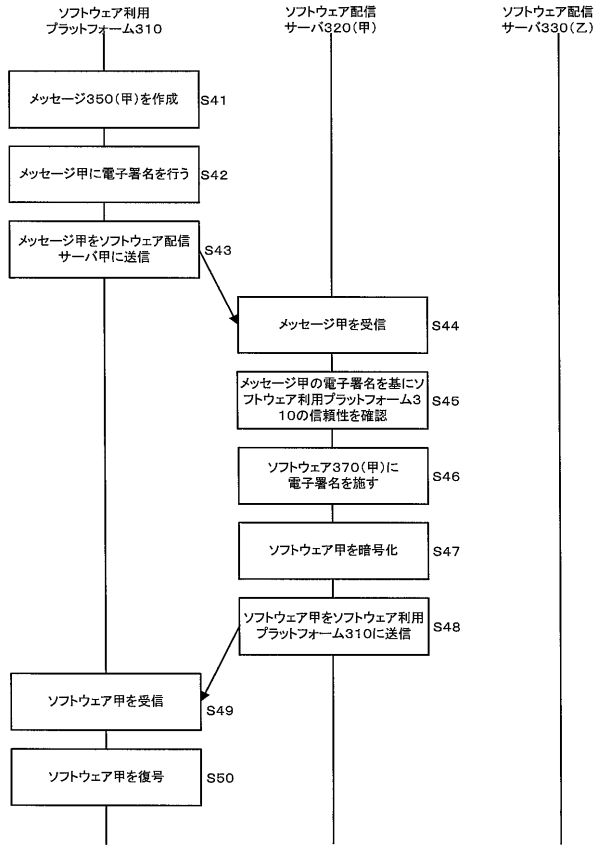 ソフトウェア利用
プラットフォーム310
ソフトウェア配信
サーバ320(甲)
ソフトウェア配信
サーバ330(乙)
メッセージ350(甲)を作成
S41
メッセージ甲に電子署名を行う
S42
メッセージ甲をソフトウェア配信
サーバ甲に送信
S43
メッセージ甲を受信
S44
メッセージ甲の電子署名を基にソ
フトウェア利用プラットフォーム3
10の信頼性を確認
S45
ソフトウェア370(甲)に
電子署名を施す
S46
ソフトウェア甲を暗号化
S47
ソフトウェア甲をソフトウェア利用
プラットフォーム310に送信
S48
ソフトウェア甲を受信
S49
ソフトウェア甲を復号
S50